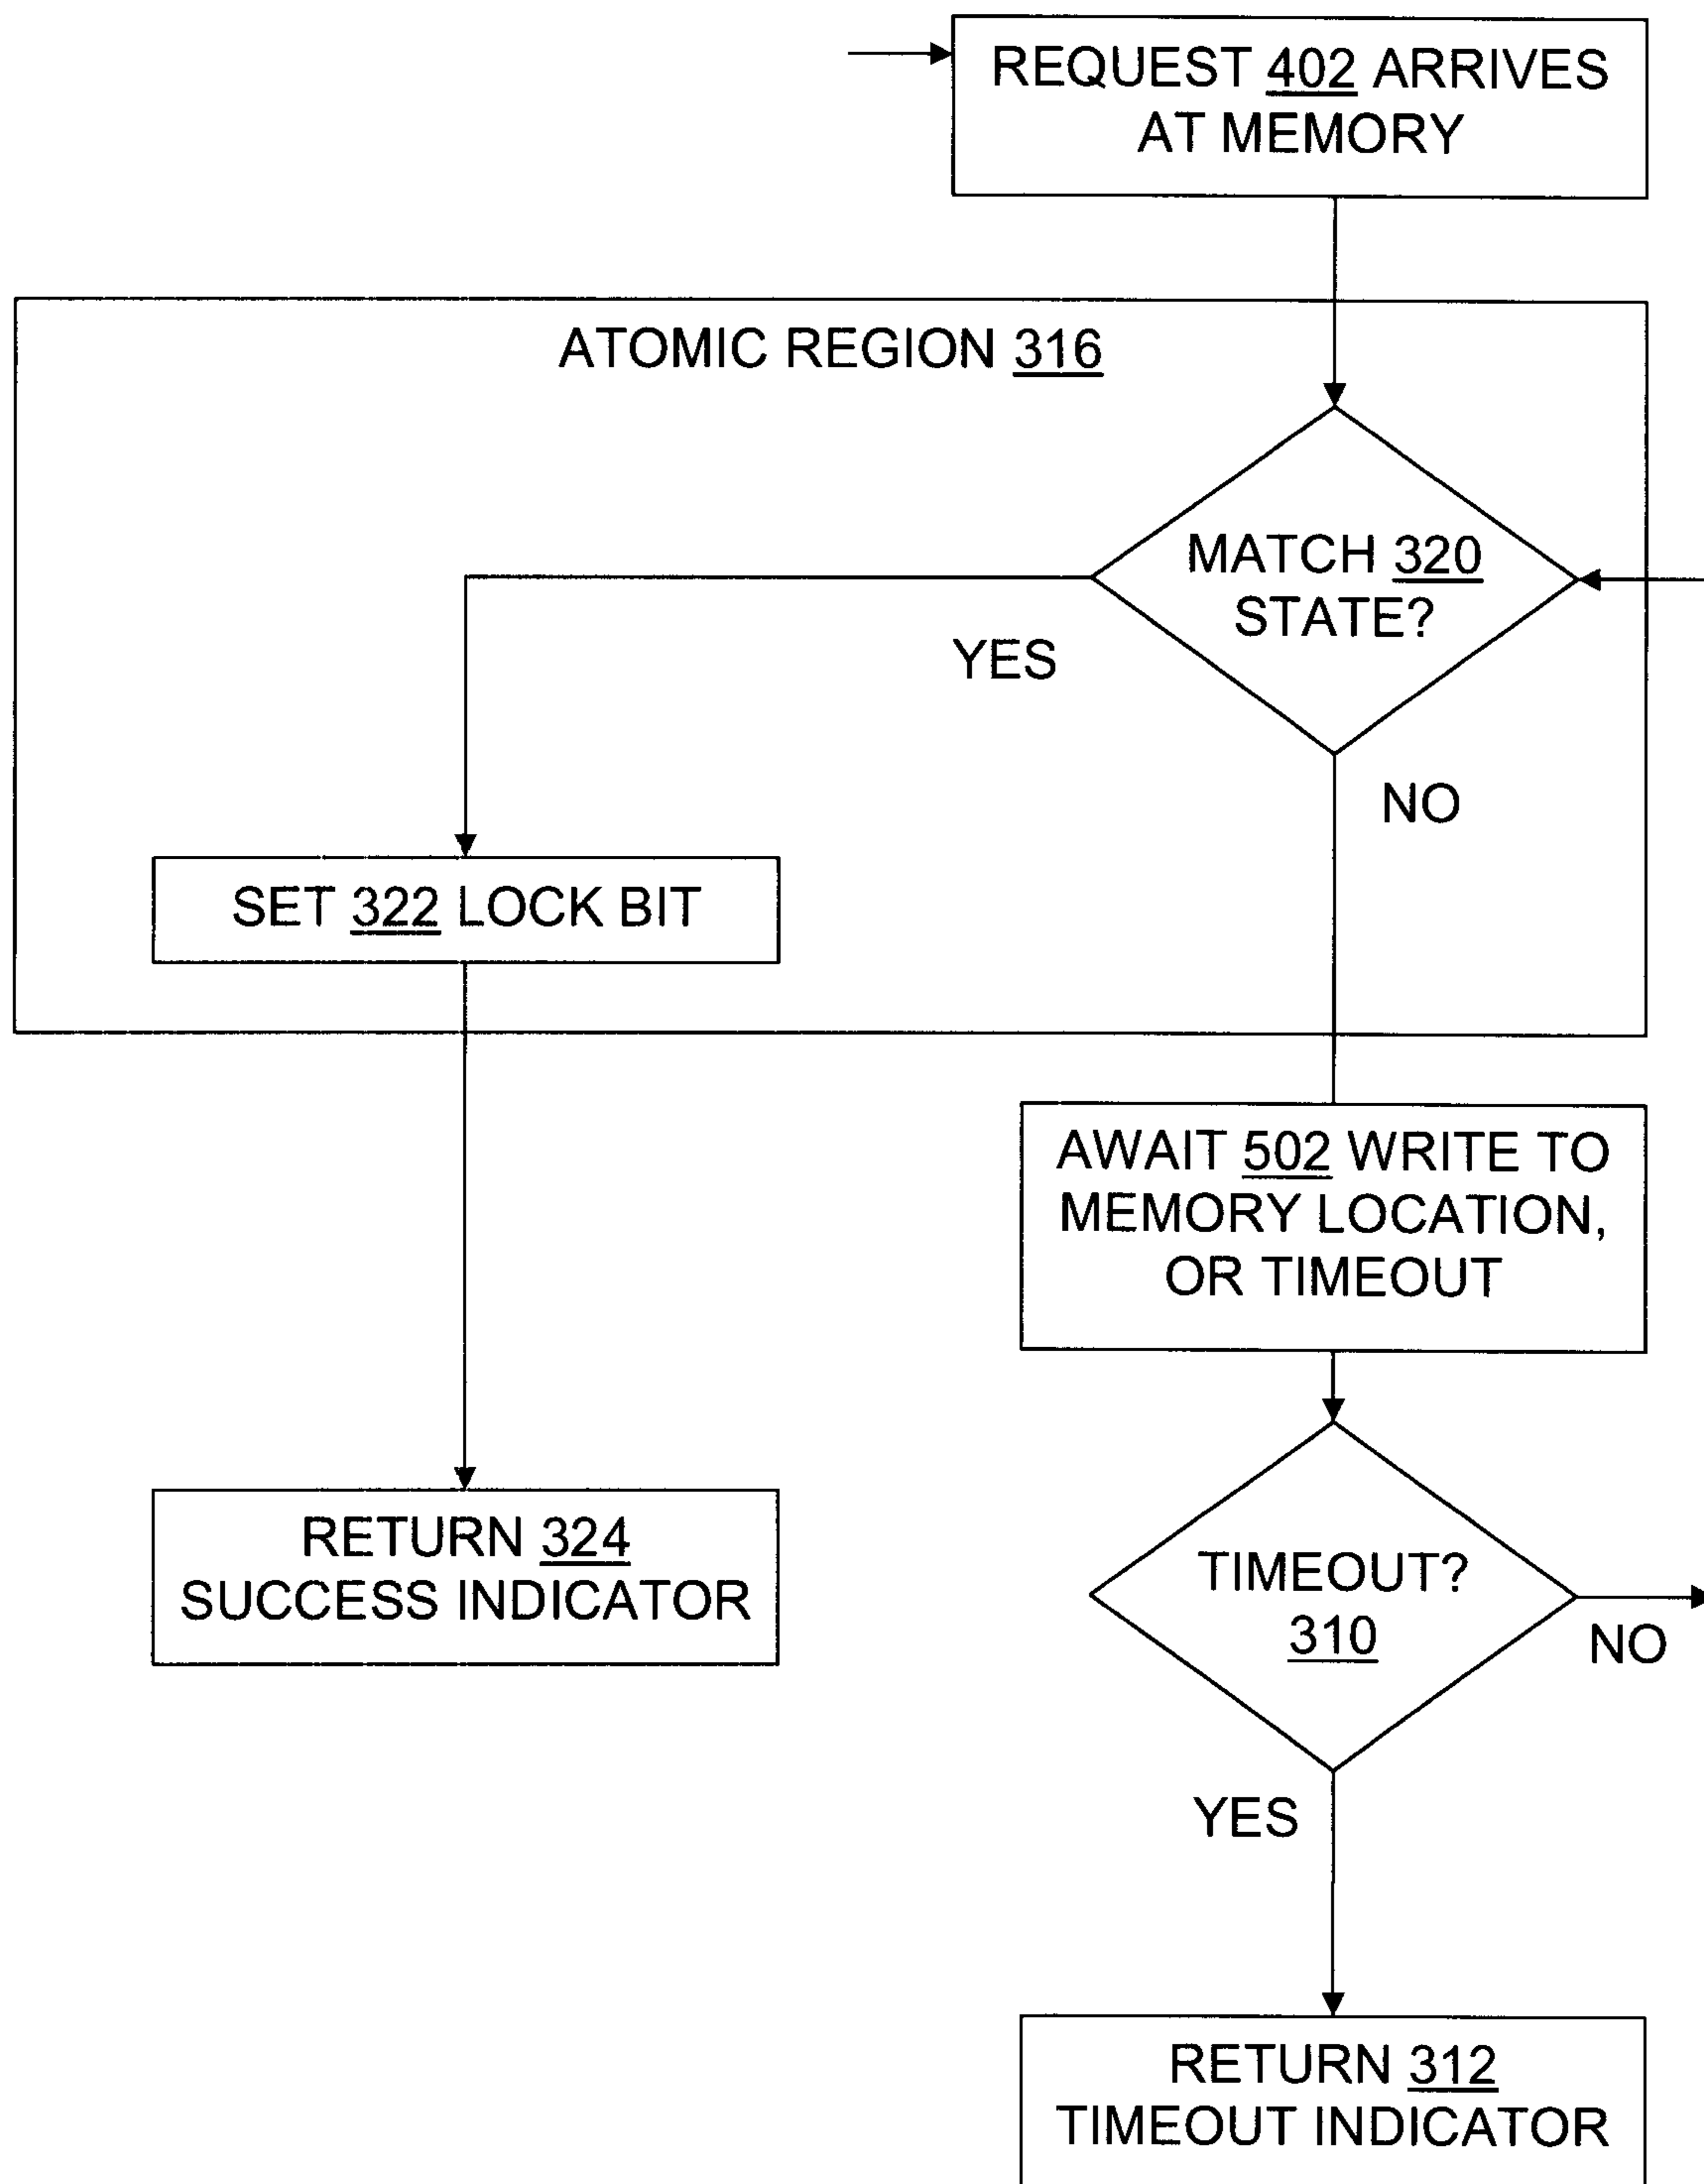 REQUEST 402 ARRIVES
AT MEMORY
ATOMIC REGION 316
MATCH 320
STATE?
YES
NO
SET 322 LOCK BIT
AWAIT 502 WRITE TO
MEMORY LOCATION,
OR TIMEOUT
RETURN 324
SUCCESS INDICATOR
TIMEOUT?
310
NO
YES
RETURN 312
TIMEOUT INDICATOR